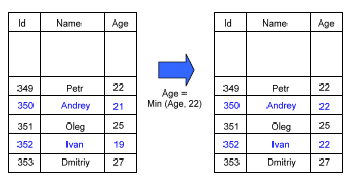 Id Name Age
349 Petr 22
350 Andrey 21
351 Oleg 25
352 Ivan 19
353 Dmitriy 27
Age =
Min (Age, 22)
Id Name Age
349 Petr 22
350 Andrey 22
351 Oleg 25
352 Ivan 22
353 Dmitriy 27